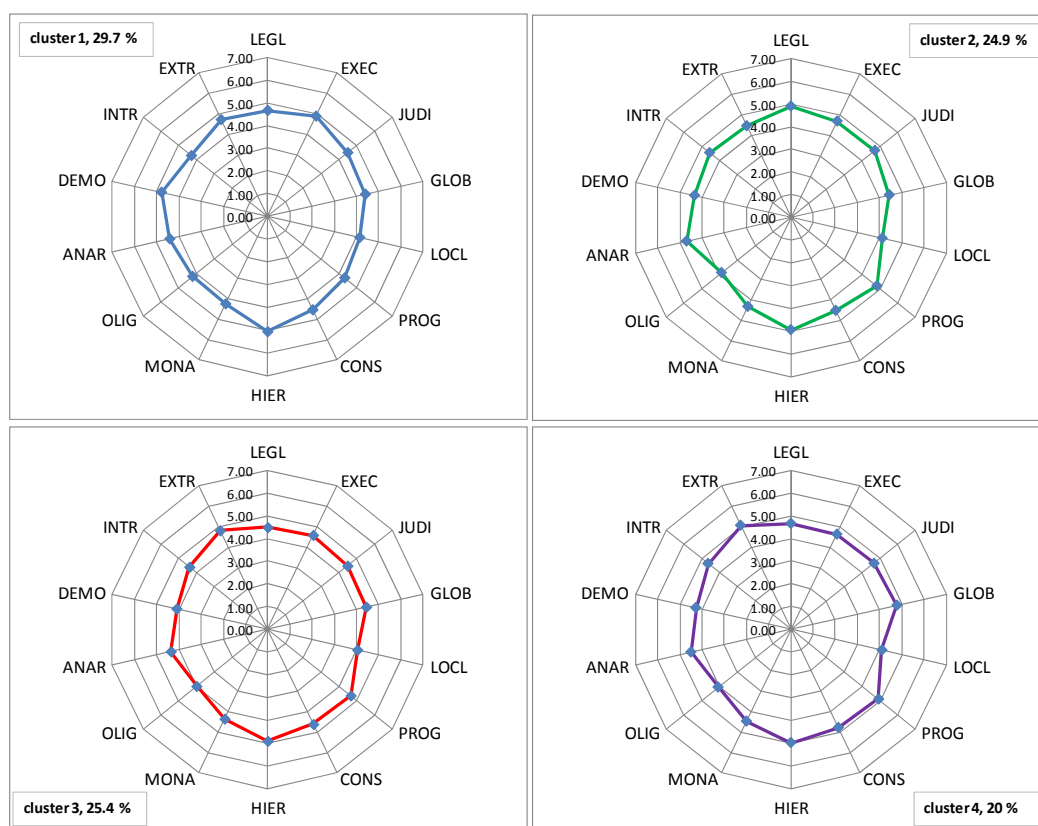 cluster 1, 29.7 %
LEGL
EXEC
JUDI
GLOB
LOCL
PROG
CONS
HIER
MONA
OLIG
ANAR
DEMO
INTR
EXTR
7.00
6.00
5.00
4.00
3.00
2.00
1.00
0.00
cluster 2, 24.9 %
LEGL
EXEC
JUDI
GLOB
LOCL
PROG
CONS
HIER
MONA
OLIG
ANAR
DEMO
INTR
EXTR
7.00
6.00
5.00
4.00
3.00
2.00
1.00
0.00
LEGL
EXEC
JUDI
GLOB
LOCL
PROG
CONS
HIER
MONA
OLIG
ANAR
DEMO
INTR
EXTR
7.00
6.00
5.00
4.00
3.00
2.00
1.00
0.00
cluster 3, 25.4 %
LEGL
EXEC
JUDI
GLOB
LOCL
PROG
CONS
HIER
MONA
OLIG
ANAR
DEMO
INTR
EXTR
7.00
6.00
5.00
4.00
3.00
2.00
1.00
0.00
cluster 4, 20 %